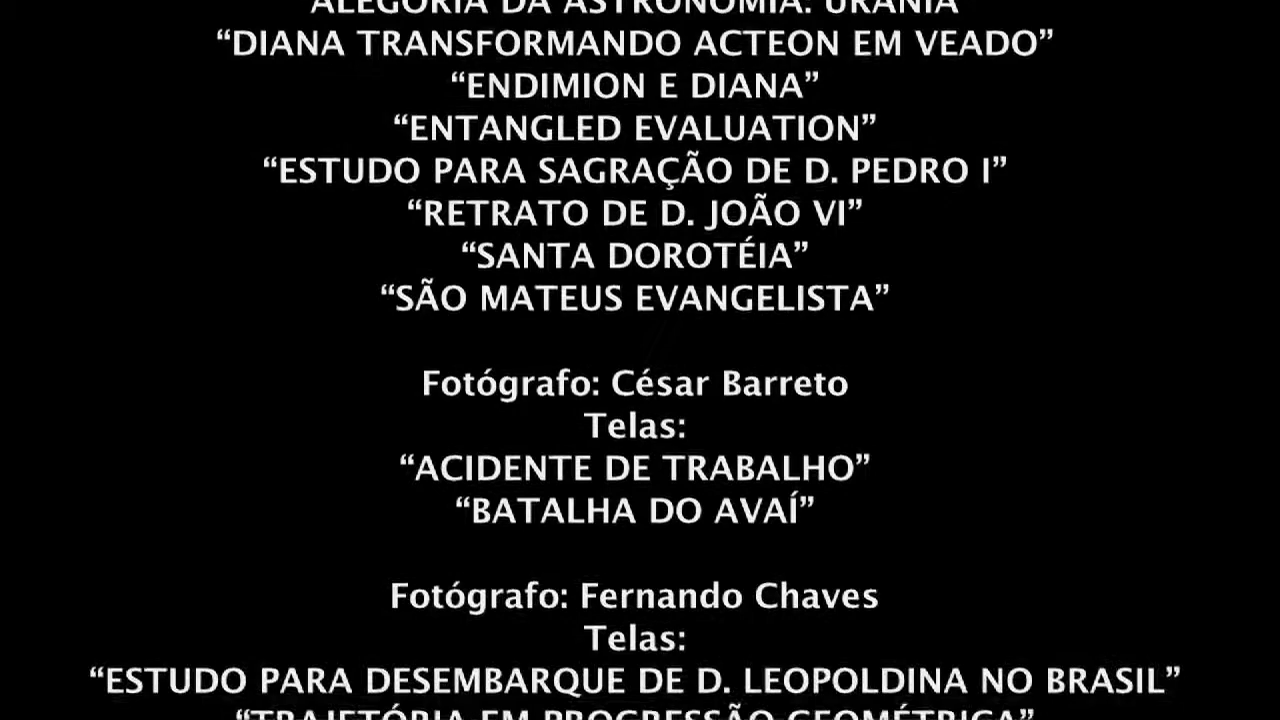 ALEGORIA DA ASTRONOMIA: URÂNIA
“DIANA TRANSFORMANDO ACTEON EM VEADO”
“ENDIMION E DIANA”
“ENTANGLED EVALUATION”
“ESTUDO PARA SAGRAÇÃO DE D. PEDRO I”
“RETRATO DE D. JOÃO VI”
“SANTA DOROTÉIA”
“SÃO MATEUS EVANGELISTA”
Fotógrafo: César Barreto
Telas:
“ACIDENTE DE TRABALHO”
“BATALHA DO AVAÍ”
Fotógrafo: Fernando Chaves
Telas:
“ESTUDO PARA DESEMBARQUE DE D. LEOPOLDINA NO BRASIL”
“TRAJETÓRIA EM PROGRESSÃO GEOMÉTRICA”